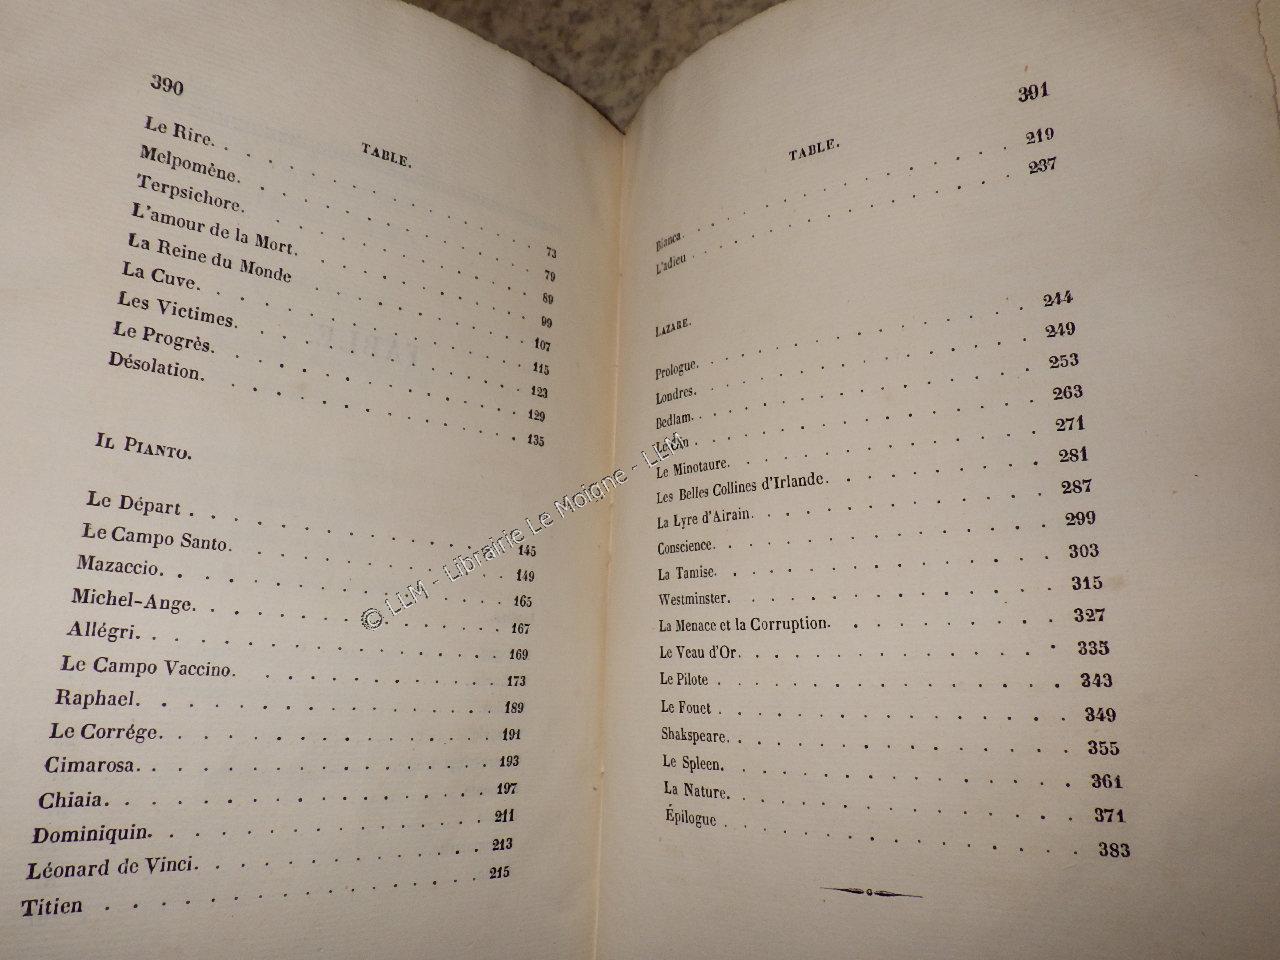 390
TABLE.
Le Rire. 73
Melpomène. 79
Terpsichore. 89
L'amour de la Mort. 99
La Reine du Monde 107
La Cuve. 115
Les Victimes. 123
Le Progrès. 129
Désolation. 135
IL PIANTO.
Le Départ 145
Le Campo Santo. 149
Mazaccio. 165
Michel-Ange. 167
Allégri. 169
Le Campo Vaccino. 173
Raphael. 189
Le Corrége. 191
Cimarosa. 193
Chiaia. 197
Dominiquin. 211
Léonard de Vinci. 213
Titien 215
391
TABLE.
Bianca. 219
L'adieu 237
LAZARE.
Prologue. 244
Londres. 249
Bedlam. 253
Le Gin 263
Le Minotaure. 271
Les Belles Collines d'Irlande. 281
La Lyre d'Airain. 287
Conscience. 299
La Tamise. 303
Westminster. 315
La Menace et la Corruption. 327
Le Veau d'Or. 335
Le Pilote 343
Le Fouet 349
Shakspeare. 355
Le Spleen. 361
La Nature. 371
Épilogue 383
© LLM - Librairie Le Moigne - LLM